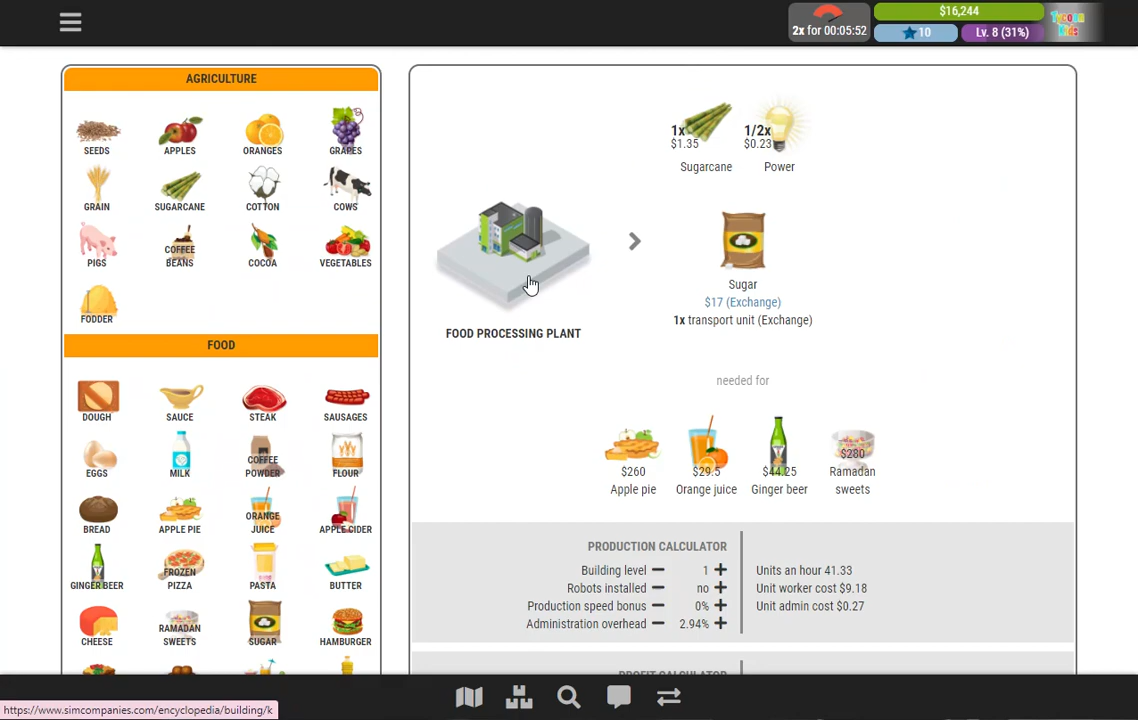 2x for 00:05:52
$16,244
10
Lv. 8 (31%)
Tycoon Kids
AGRICULTURE
SEEDS
APPLES
ORANGES
GRAPES
GRAIN
SUGARCANE
COTTON
COWS
PIGS
COFFEE BEANS
COCOA
VEGETABLES
FODDER
FOOD
DOUGH
SAUCE
STEAK
SAUSAGES
EGGS
MILK
COFFEE POWDER
FLOUR
BREAD
APPLE PIE
ORANGE JUICE
APPLE CIDER
GINGER BEER
FROZEN PIZZA
PASTA
BUTTER
CHEESE
RAMADAN SWEETS
SUGAR
HAMBURGER
1x
$1.35
Sugarcane
1/2x
$0.23
Power
FOOD PROCESSING PLANT
Sugar
$17 (Exchange)
1x transport unit (Exchange)
needed for
$260
Apple pie
$29.5
Orange juice
$44.25
Ginger beer
$280
Ramadan
sweets
PRODUCTION CALCULATOR
Building level 1
Robots installed no
Production speed bonus 0%
Administration overhead 2.94%
Units an hour 41.33
Unit worker cost $9.18
Unit admin cost $0.27
PROFIT CALCULATOR
https://www.simcompanies.com/encyclopedia/building/k